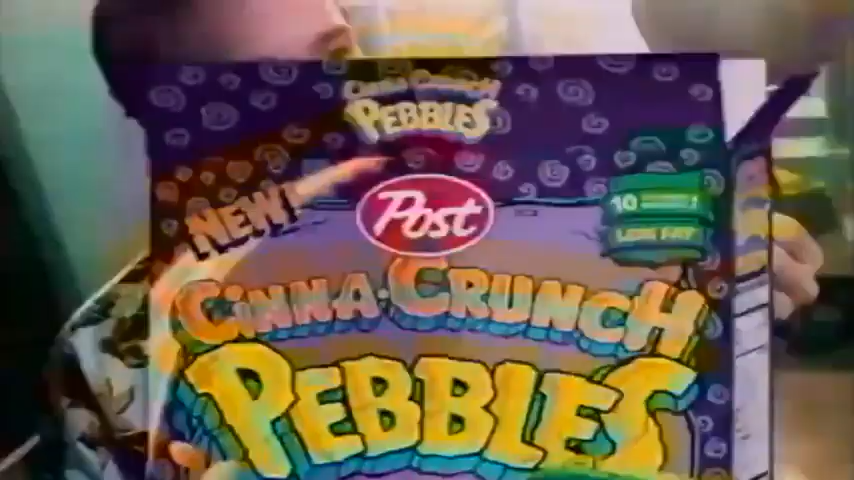 CINNA-CRUNCH
PEBBLES
NEW!
Post
10
LOW FAT
CINNA-CRUNCH
PEBBLES